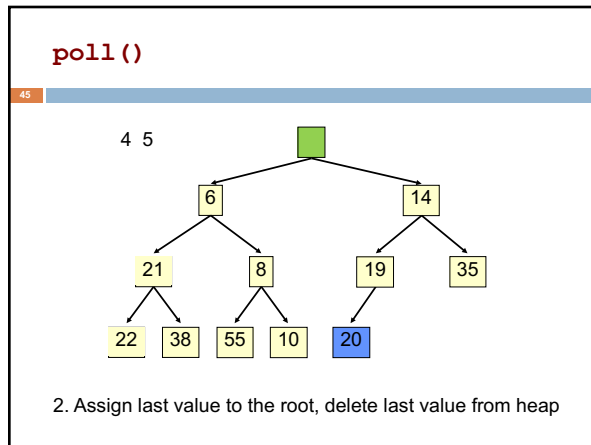 poll()
45
4 5
6 14
21 8 19 35
22 38 55 10 20
2. Assign last value to the root, delete last value from heap